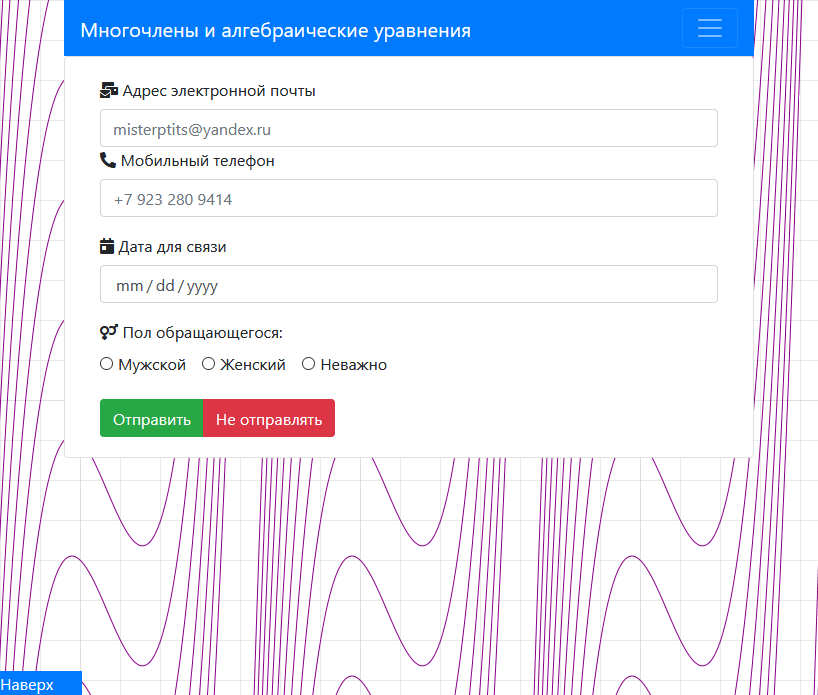 Многочлены и алгебраические уравнения
Адрес электронной почты
misterptits@yandex.ru
Мобильный телефон
+7 923 280 9414
Дата для связи
mm / dd / yyyy
Пол обращающегося:
Мужской Женский Неважно
Отправить Не отправлять
Наверх